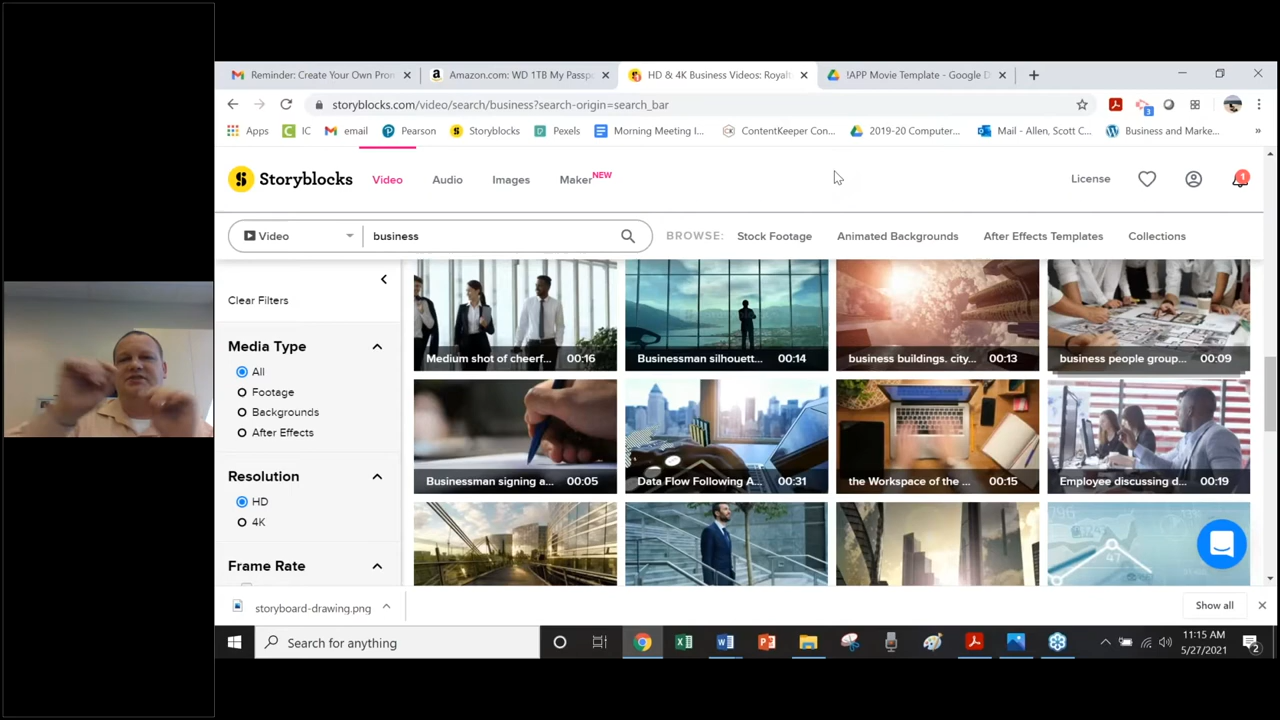 Reminder: Create Your Own Pron
Amazon.com: WD 1TB My Passp
HD & 4K Business Videos: Royalt
!APP Movie Template - Google D
storyblocks.com/video/search/business?search-origin=search_bar
Apps IC email Pearson Storyblocks Pexels Morning Meeting I... ContentKeeper Con... 2019-20 Computer... Mail - Allen, Scott C... Business and Marke... »
3
Storyblocks Video Audio Images Maker NEW License 1
Video business BROWSE: Stock Footage Animated Backgrounds After Effects Templates Collections
Clear Filters
Media Type
All
Footage
Backgrounds
After Effects
Resolution
HD
4K
Frame Rate
Medium shot of cheerf... 00:16
Businessman silhouett... 00:14
business buildings. city... 00:13
business people group... 00:09
Businessman signing a... 00:05
Data Flow Following A... 00:31
the Workspace of the ... 00:15
Employee discussing d... 00:19
47
storyboard-drawing.png Show all
Search for anything
11:15 AM
5/27/2021
2